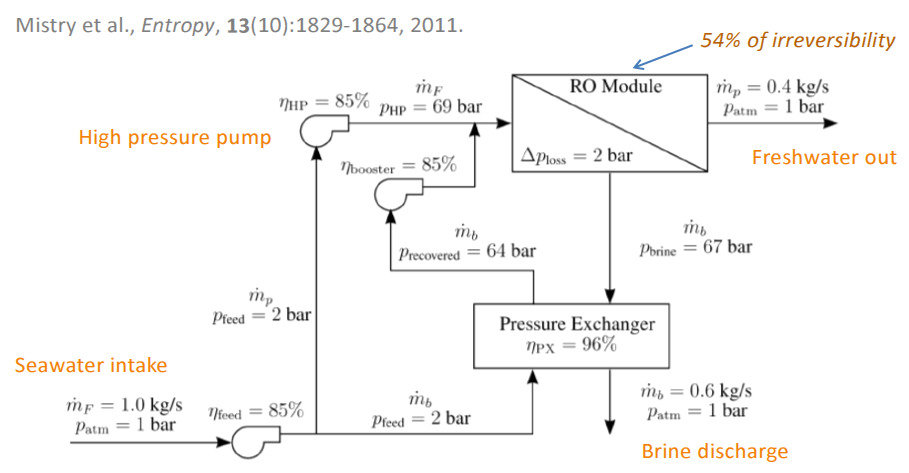 Mistry et al., Entropy, 13(10):1829-1864, 2011.
54% of irreversibility
ṁF
ηHP = 85% pHP = 69 bar
RO Module
ṁp = 0.4 kg/s
patm = 1 bar
High pressure pump
Δploss = 2 bar
Freshwater out
ηbooster = 85%
ṁb
precovered = 64 bar
ṁb
pbrine = 67 bar
ṁp
pfeed = 2 bar
Pressure Exchanger
ηPX = 96%
Seawater intake
ṁF = 1.0 kg/s
patm = 1 bar
ηfeed = 85%
ṁb
pfeed = 2 bar
ṁb = 0.6 kg/s
patm = 1 bar
Brine discharge